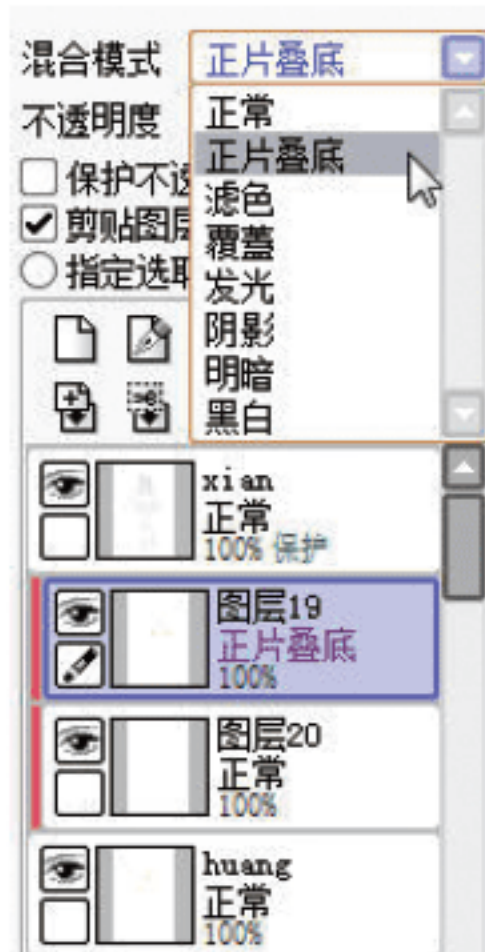 混合模式 正片叠底
不透明度
正常
正片叠底
滤色
覆蓋
发光
阴影
明暗
黑白
保护不透
剪贴图层
指定选取
xian
正常
100% 保护
图层19
正片叠底
100%
图层20
正常
100%
huang
正常
100%